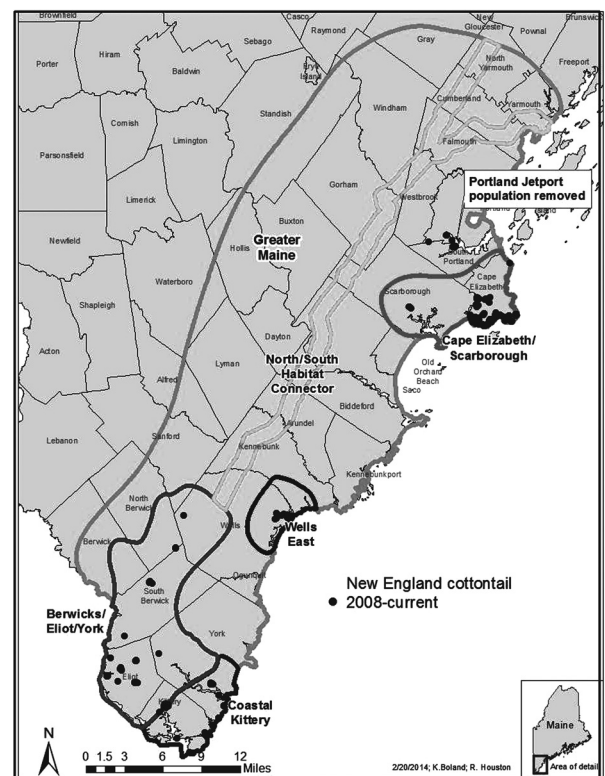 Brownfield
Casco
New
Gloucester
Brunswick
Raymond
Pownal
Hiram
Sebago
Gray
Porter
Baldwin
Frye
Island
North
Yarmouth
Freeport
Cumberland
Yarmouth
Standish
Windham
Cornish
Limington
Falmouth
Parsonsfield
Gorham
Westbrook
Portland Jetport
population removed
Limerick
Island
Buxton
Greater
Maine
Hollis
Newfield
South
Portland
Waterboro
Cape
Elizabeth
Scarborough
Shapleigh
Dayton
Cape Elizabeth/
Scarborough
Acton
North/South
Habitat
Connector
Lyman
Old
Orchard
Beach
Saco
Alfred
Biddeford
Arundel
Lebanon
Sanford
Kennebunk
Kennebunkport
North
Berwick
Wells
Wells
East
Berwick
Ogunquit
New England cottontail
2008-current
South
Berwick
Berwicks/
Eliot/York
York
Eliot
Kittery
Coastal
Kittery
N
Maine
0 1.5 3 6 9 12
Miles
2/20/2014; K.Boland; R. Houston
Area of detail